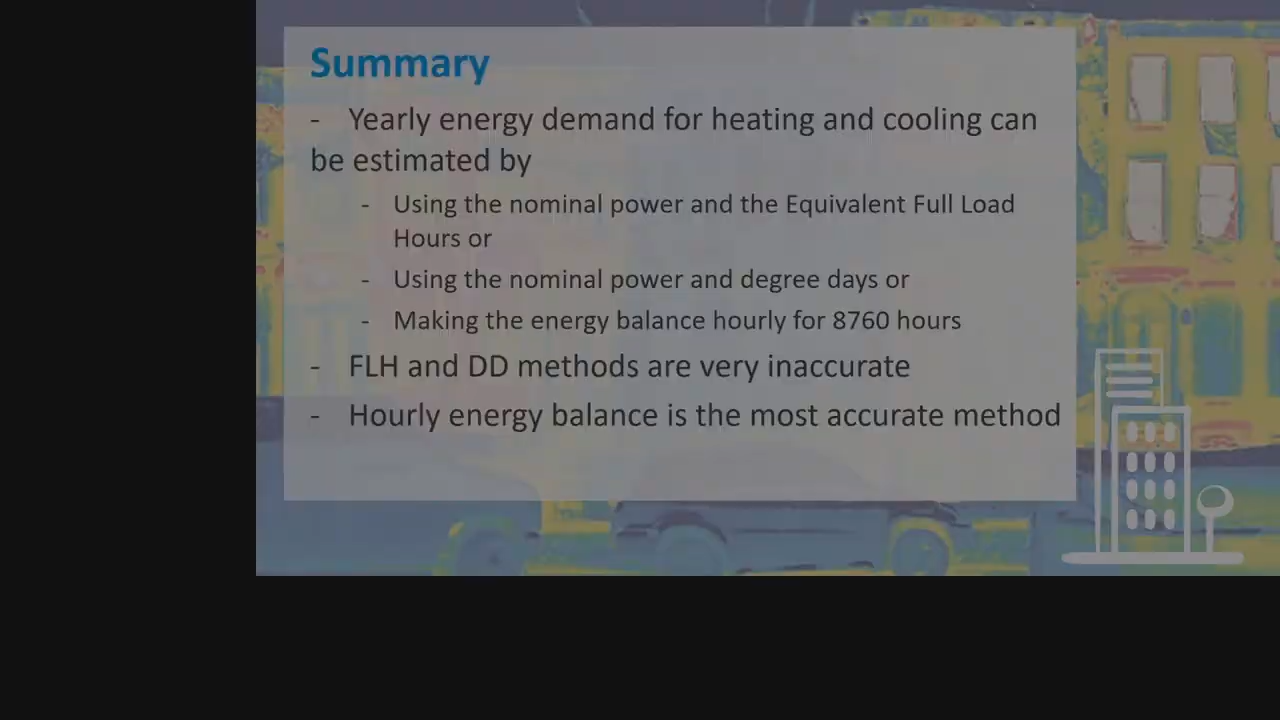 Summary
- Yearly energy demand for heating and cooling can
be estimated by
- Using the nominal power and the Equivalent Full Load
Hours or
- Using the nominal power and degree days or
- Making the energy balance hourly for 8760 hours
- FLH and DD methods are very inaccurate
- Hourly energy balance is the most accurate method